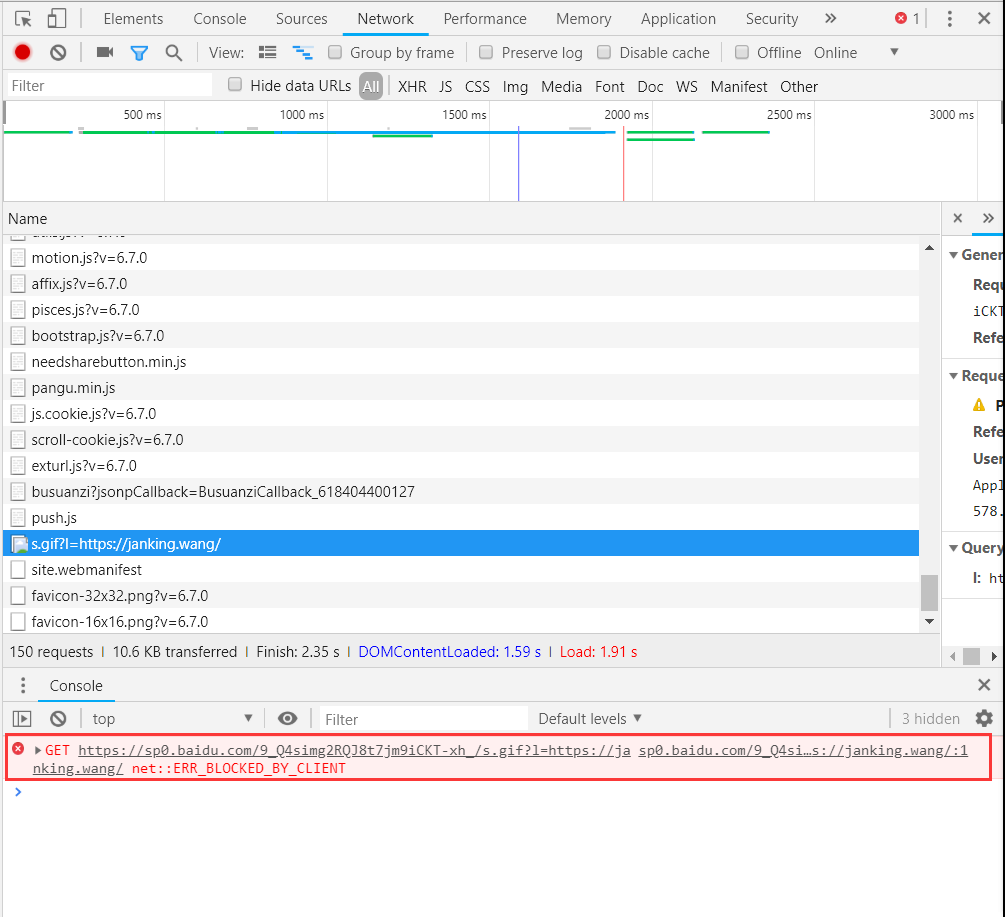 Elements Console Sources Network Performance Memory Application Security » 1
View: Group by frame Preserve log Disable cache Offline Online
Filter Hide data URLs All XHR JS CSS Img Media Font Doc WS Manifest Other
500 ms 1000 ms 1500 ms 2000 ms 2500 ms 3000 ms
Name
motion.js?v=6.7.0
affix.js?v=6.7.0
pisces.js?v=6.7.0
bootstrap.js?v=6.7.0
needsharebutton.min.js
pangu.min.js
js.cookie.js?v=6.7.0
scroll-cookie.js?v=6.7.0
exturl.js?v=6.7.0
busuanzi?jsonpCallback=BusuanziCallback_618404400127
push.js
s.gif?l=https://janking.wang/
site.webmanifest
favicon-32x32.png?v=6.7.0
favicon-16x16.png?v=6.7.0
Gener
Requ
iCKT
Refe
Reque
P
Refe
User
Appl
578.
Query
l: ht
150 requests | 10.6 KB transferred | Finish: 2.35 s | DOMContentLoaded: 1.59 s | Load: 1.91 s
Console
top Filter Default levels 3 hidden
GET https://sp0.baidu.com/9_Q4simg2RQJ8t7jm9iCKT-xh_/s.gif?l=https://ja sp0.baidu.com/9_Q4si…s://janking.wang/:1
nking.wang/ net::ERR_BLOCKED_BY_CLIENT